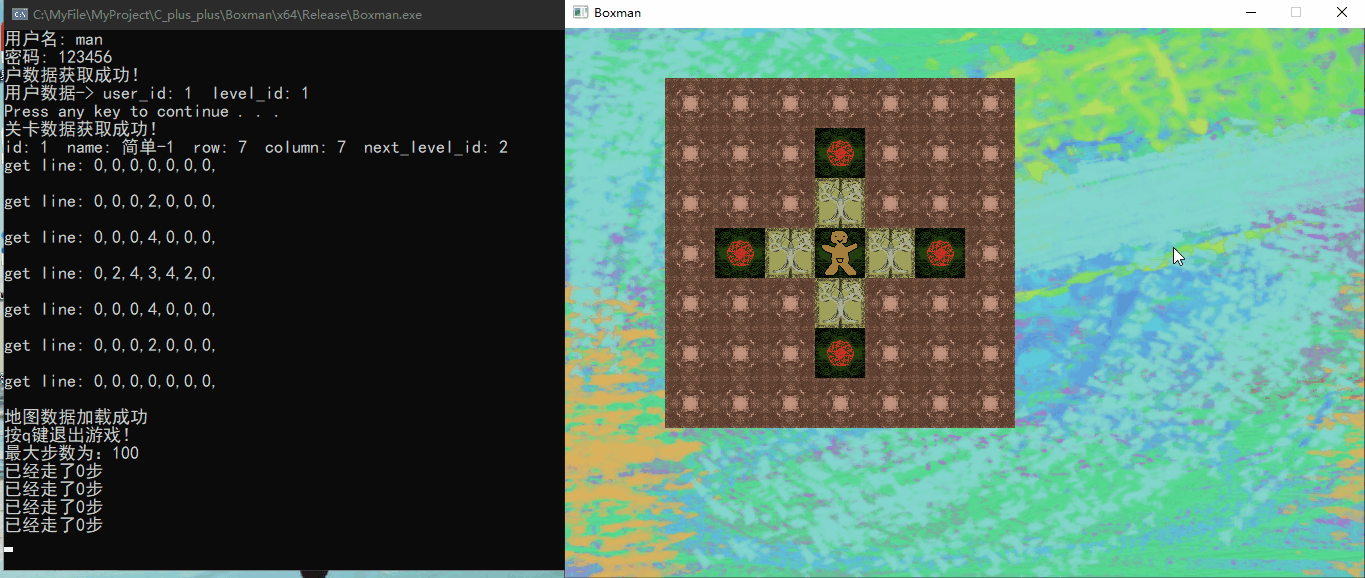 C:\MyFile\MyProject\C_plus_plus\Boxman\x64\Release\Boxman.exe
用户名: man
密码: 123456
户数据获取成功!
用户数据-> user_id: 1  level_id: 1
Press any key to continue . . .
关卡数据获取成功!
id: 1  name: 简单-1  row: 7  column: 7  next_level_id: 2
get line: 0,0,0,0,0,0,0,
get line: 0,0,0,2,0,0,0,
get line: 0,0,0,4,0,0,0,
get line: 0,2,4,3,4,2,0,
get line: 0,0,0,4,0,0,0,
get line: 0,0,0,2,0,0,0,
get line: 0,0,0,0,0,0,0,
地图数据加载成功
按q键退出游戏!
最大步数为: 100
已经走了0步
已经走了0步
已经走了0步
已经走了0步
Boxman